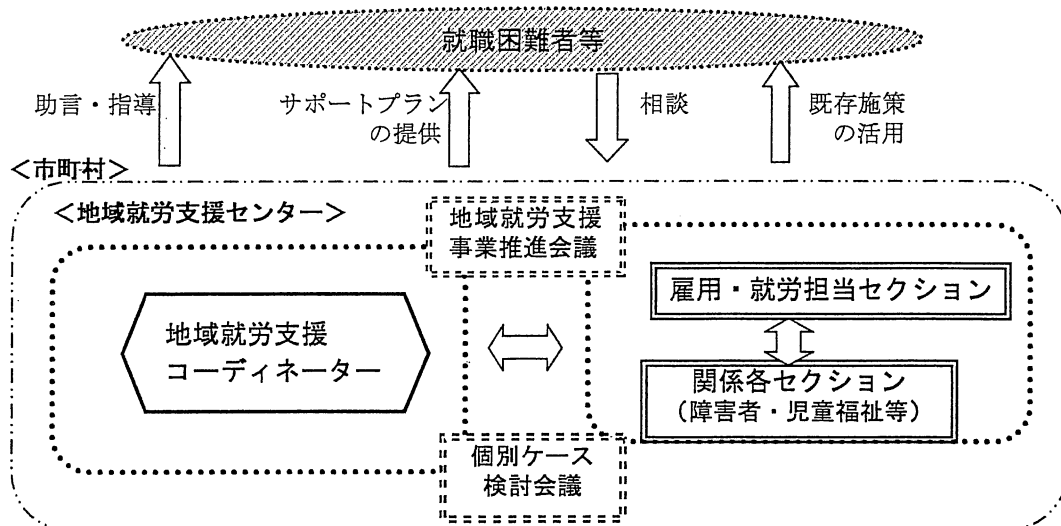 就職困難者等
助言・指導
サポートプラン
の提供
相談
既存施策
の活用
＜市町村＞
＜地域就労支援センター＞
地域就労支援
事業推進会議
雇用・就労担当セクション
地域就労支援
コーディネーター
関係各セクション
（障害者・児童福祉等）
個別ケース
検討会議